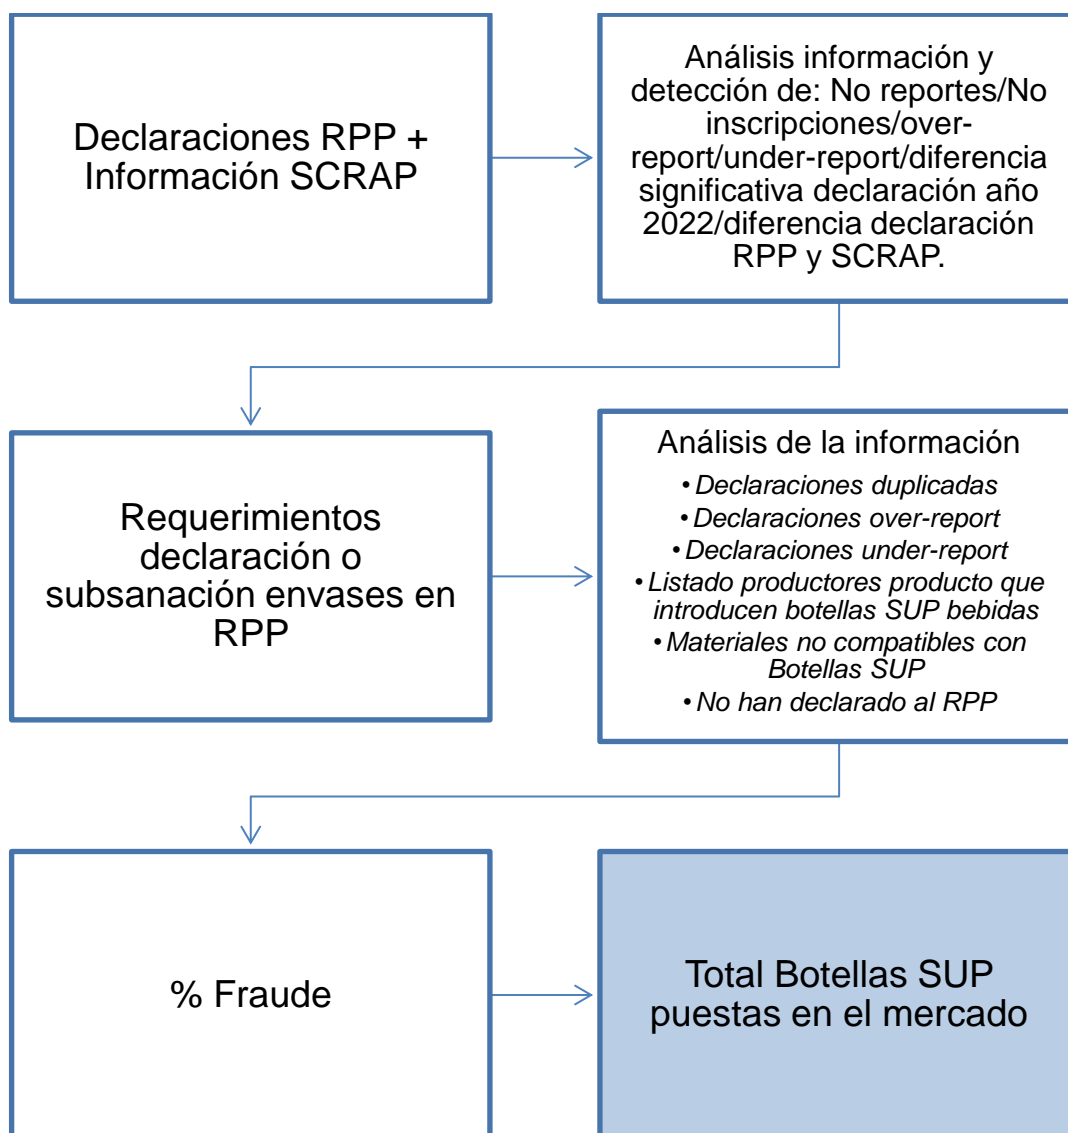 Declaraciones RPP +
Información SCRAP
Análisis información y
detección de: No reportes/No
inscripciones/over-
report/under-report/diferencia
significativa declaración año
2022/diferencia declaración
RPP y SCRAP.
Requerimientos
declaración o
subsanación envases en
RPP
Análisis de la información
• Declaraciones duplicadas
• Declaraciones over-report
• Declaraciones under-report
• Listado productores producto que
introducen botellas SUP bebidas
• Materiales no compatibles con
Botellas SUP
• No han declarado al RPP
% Fraude
Total Botellas SUP
puestas en el mercado